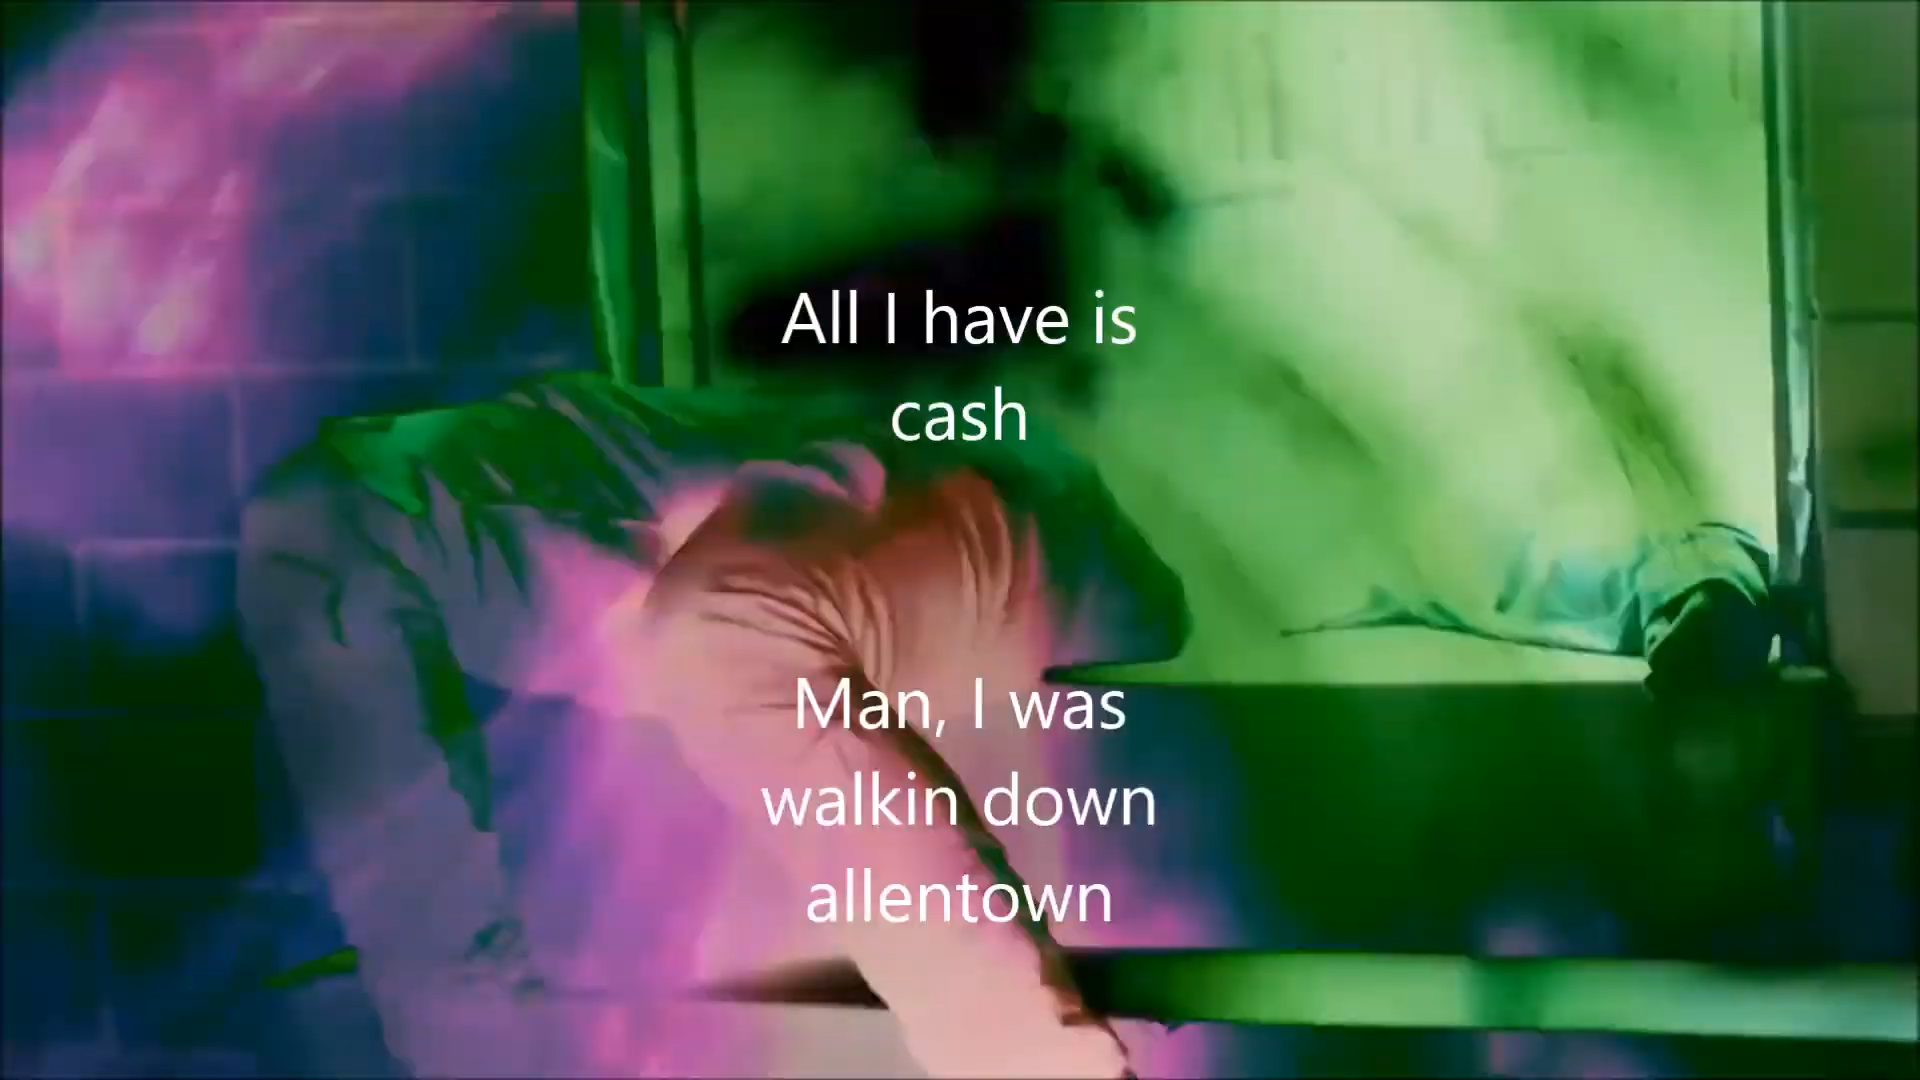 All I have is
cash
Man, I was
walkin down
allentown